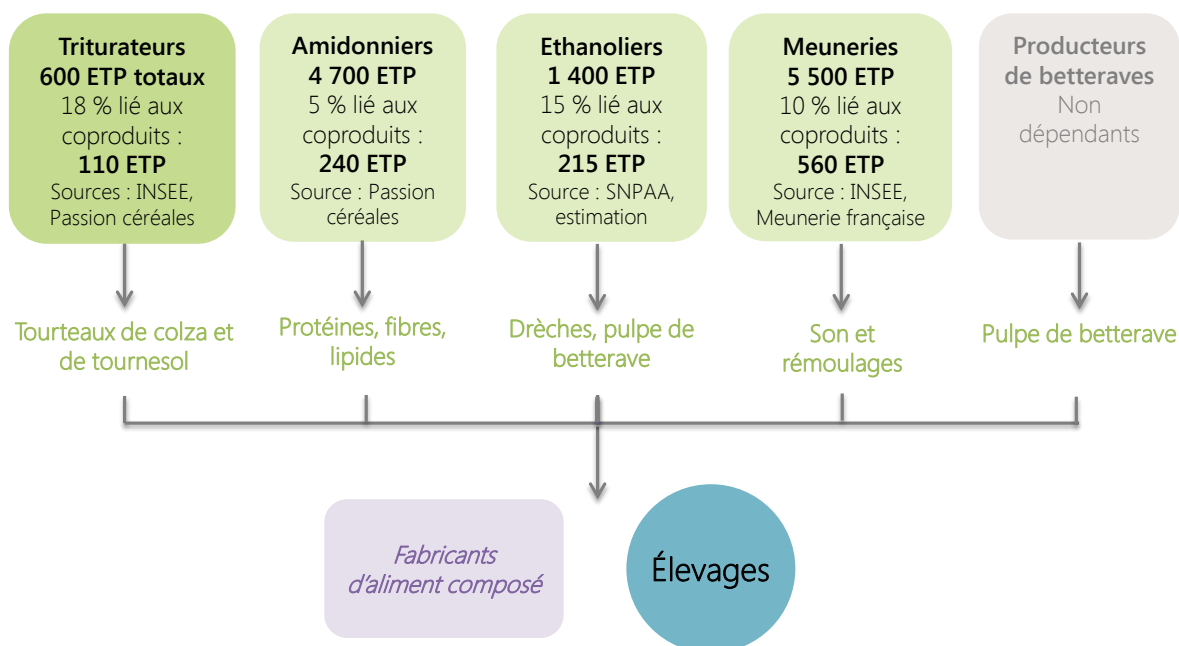 Triturateurs
600 ETP totaux
18 % lié aux
coproduits :
110 ETP
Sources : INSEE,
Passion céréales
Amidonniers
4 700 ETP
5 % lié aux
coproduits :
240 ETP
Source : Passion
céréales
Ethanoliers
1 400 ETP
15 % lié aux
coproduits :
215 ETP
Source : SNPAA,
estimation
Meuneries
5 500 ETP
10 % lié aux
coproduits :
560 ETP
Source : INSEE,
Meunerie française
Producteurs
de betteraves
Non
dépendants
Tourteaux de colza et
de tournesol
Protéines, fibres,
lipides
Drèches, pulpe de
betterave
Son et
rémoulages
Pulpe de betterave
Fabricants
d'aliment composé
Élevages